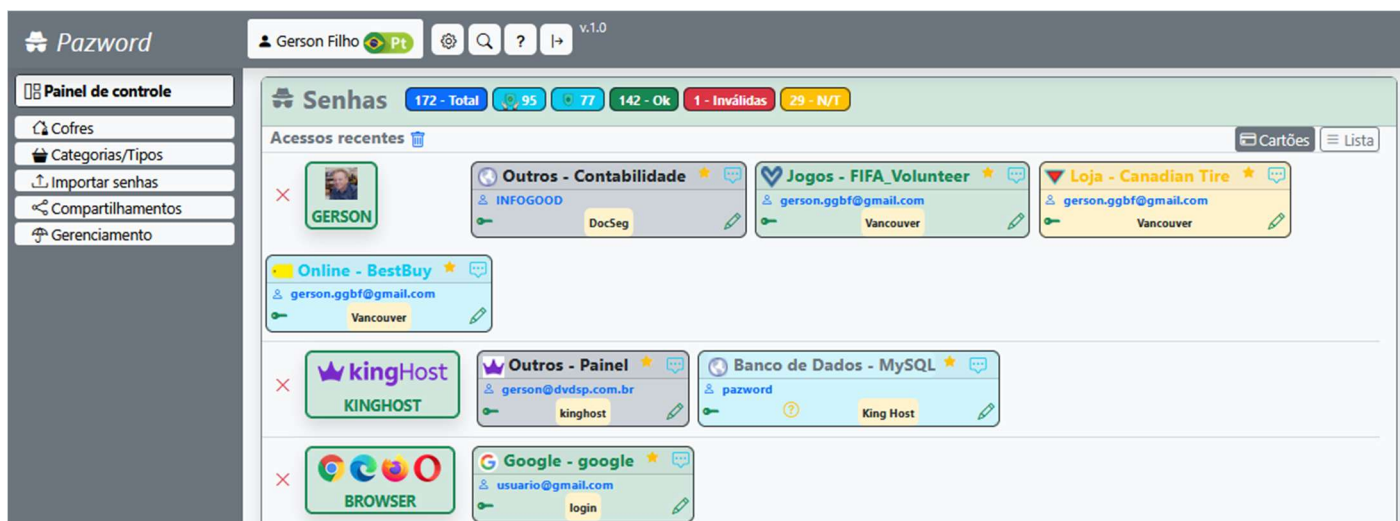 Pazword
Gerson Filho Pt ? v.1.0
Painel de controle
Cofres
Categorias/Tipos
Importar senhas
Compartilhamentos
Gerenciamento
Senhas 172 - Total 95 77 142 - Ok 1 - Inválidas 29 - N/T
Acessos recentes Cartões Lista
GERSON
Outros - Contabilidade
INFOGOOD
DocSeg
Jogos - FIFA_Volunteer
gerson.ggbf@gmail.com
Vancouver
Loja - Canadian Tire
gerson.ggbf@gmail.com
Vancouver
Online - BestBuy
gerson.ggbf@gmail.com
Vancouver
kingHost
KINGHOST
Outros - Painel
gerson@dvdsp.com.br
kinghost
Banco de Dados - MySQL
pazword
? King Host
BROWSER
Google - google
usuario@gmail.com
login